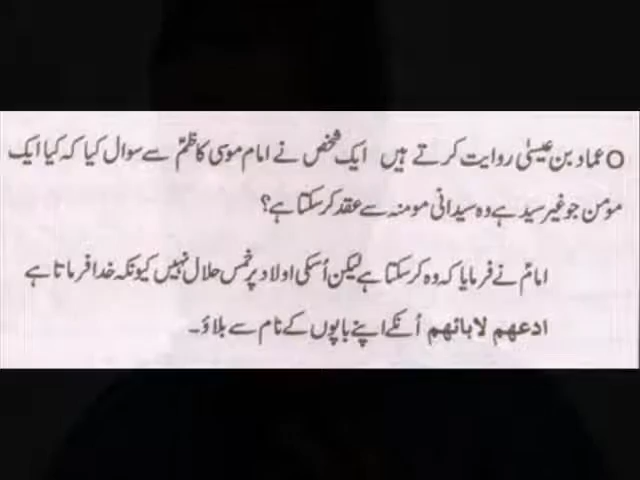 عماد بن عیسیٰ روایت کرتے ہیں ایک شخص نے امام موسی کاظمؑ سے سوال کیا کہ کیا ایک
مومن جو غیر سید ہے وہ سیدانی مومنہ سے عقد کر سکتا ہے؟
امامؑ نے فرمایا کہ وہ کر سکتا ہے لیکن اُسکی اولاد پر خمس حلال نہیں کیونکہ خدا فرماتا ہے
ادعھم لابائھم اُنکے اپنے باپوں کے نام سے بلاؤ۔